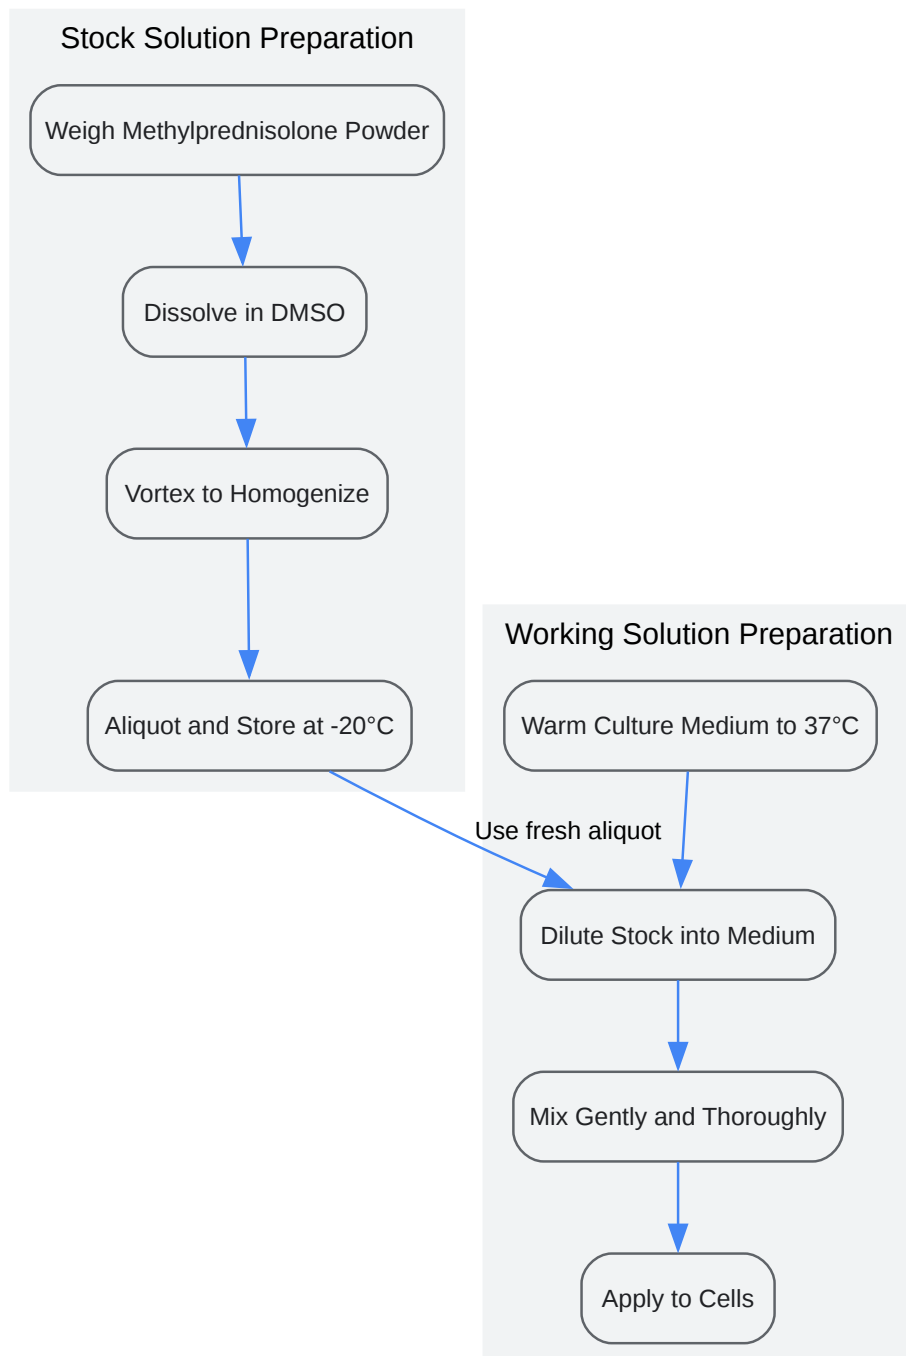 Stock Solution Preparation
Weigh Methylprednisolone Powder
Dissolve in DMSO
Vortex to Homogenize
Aliquot and Store at -20°C
Working Solution Preparation
Warm Culture Medium to 37°C
Use fresh aliquot
Dilute Stock into Medium
Mix Gently and Thoroughly
Apply to Cells